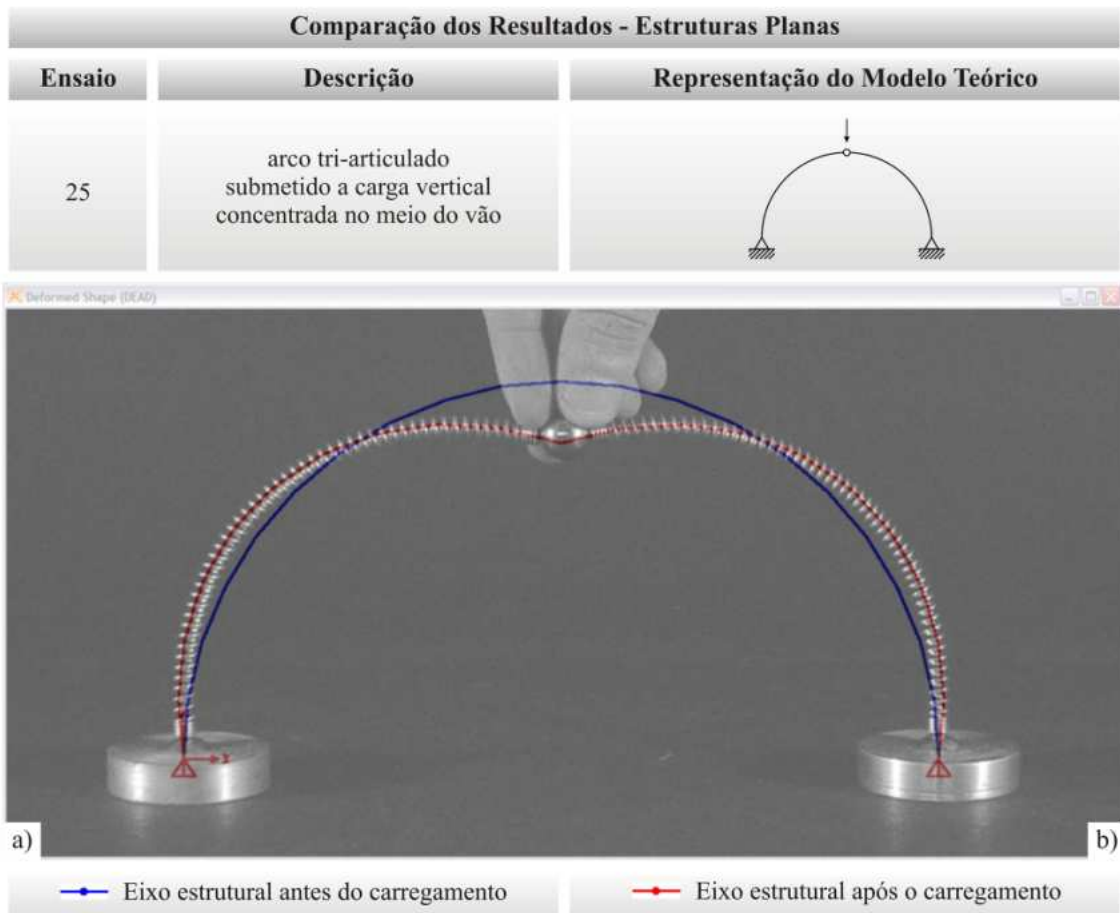 Comparação dos Resultados - Estruturas Planas
Ensaio
Descrição
Representação do Modelo Teórico
25
arco tri-articulado
submetido a carga vertical
concentrada no meio do vão
Deformed Shape (DEAD)
X
a)
b)
Eixo estrutural antes do carregamento
Eixo estrutural após o carregamento